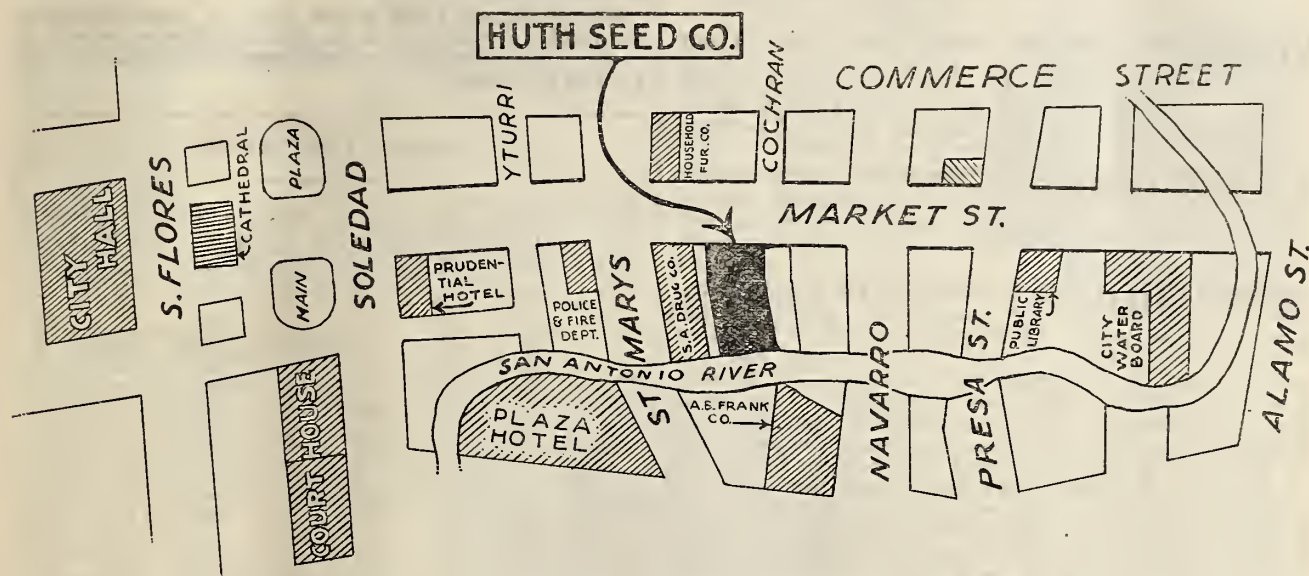 HUTH SEED CO.
COMMERCE STREET
YTURRI
COCHRAN
HOUSEHOLD
FUR. CO.
S. FLORES
CATHEDRAL
PLAZA
SOLEDAD
MARKET ST.
CITY
HALL
MAIN
PRUDEN-
TIAL
HOTEL
POLICE
& FIRE
DEPT.
ST MARYS
S.A. DRUG CO.
NAVARRO
PRESA ST.
PUBLIC
LIBRARY
CITY
WATER
BOARD
ALAMO ST.
SAN ANTONIO RIVER
COURT HOUSE
PLAZA
HOTEL
A.B. FRANK
CO.